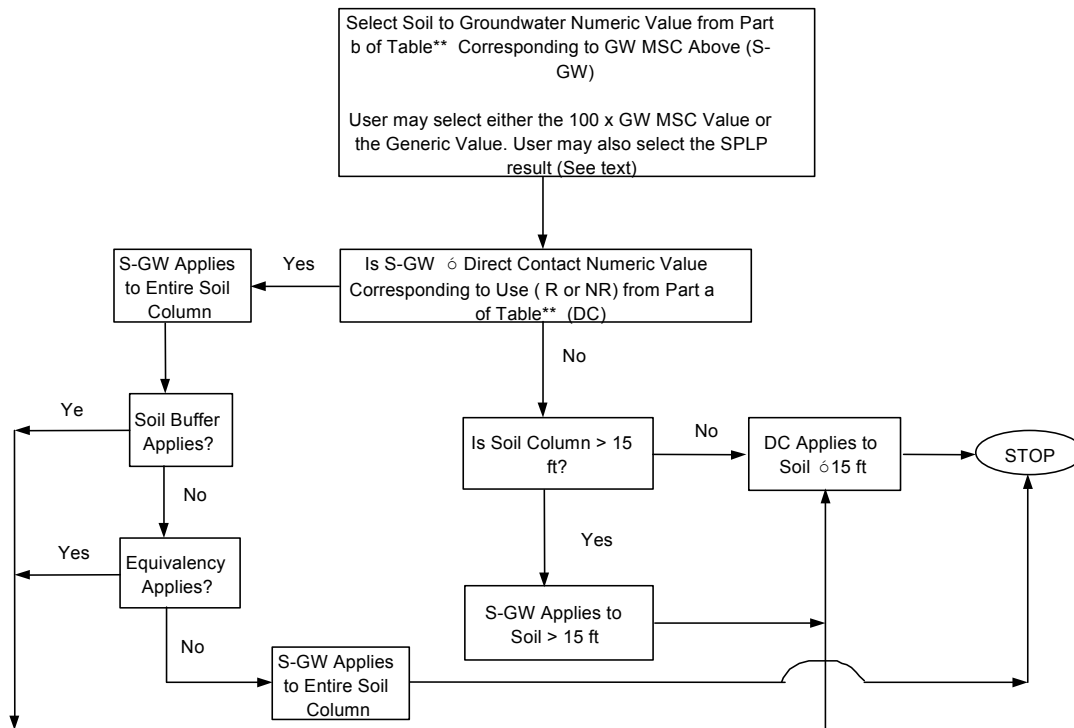 Select Soil to Groundwater Numeric Value from Part
b of Table** Corresponding to GW MSC Above (S-
GW)
User may select either the 100 x GW MSC Value or
the Generic Value. User may also select the SPLP
result (See text)
S-GW Applies
to Entire Soil
Column
Yes
Is S-GW ó Direct Contact Numeric Value
Corresponding to Use ( R or NR) from Part a
of Table** (DC)
No
Ye
Soil Buffer
Applies?
Is Soil Column > 15
ft?
No
DC Applies to
Soil ó15 ft
STOP
No
Yes
Equivalency
Applies?
Yes
S-GW Applies to
Soil > 15 ft
No
S-GW Applies
to Entire Soil
Column